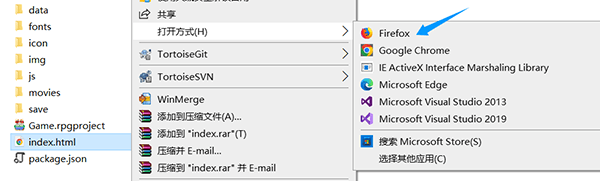 data
fonts
icon
img
js
movies
save
Game.rpgproject
index.html
package.json
共享
打开方式(H)
TortoiseGit
TortoiseSVN
WinMerge
添加到压缩文件(A)...
添加到 "index.rar"(T)
压缩并 E-mail...
压缩到 "index.rar" 并 E-mail
Firefox
Google Chrome
IE ActiveX Interface Marshaling Library
Microsoft Edge
Microsoft Visual Studio 2013
Microsoft Visual Studio 2019
搜索 Microsoft Store(S)
选择其他应用(C)